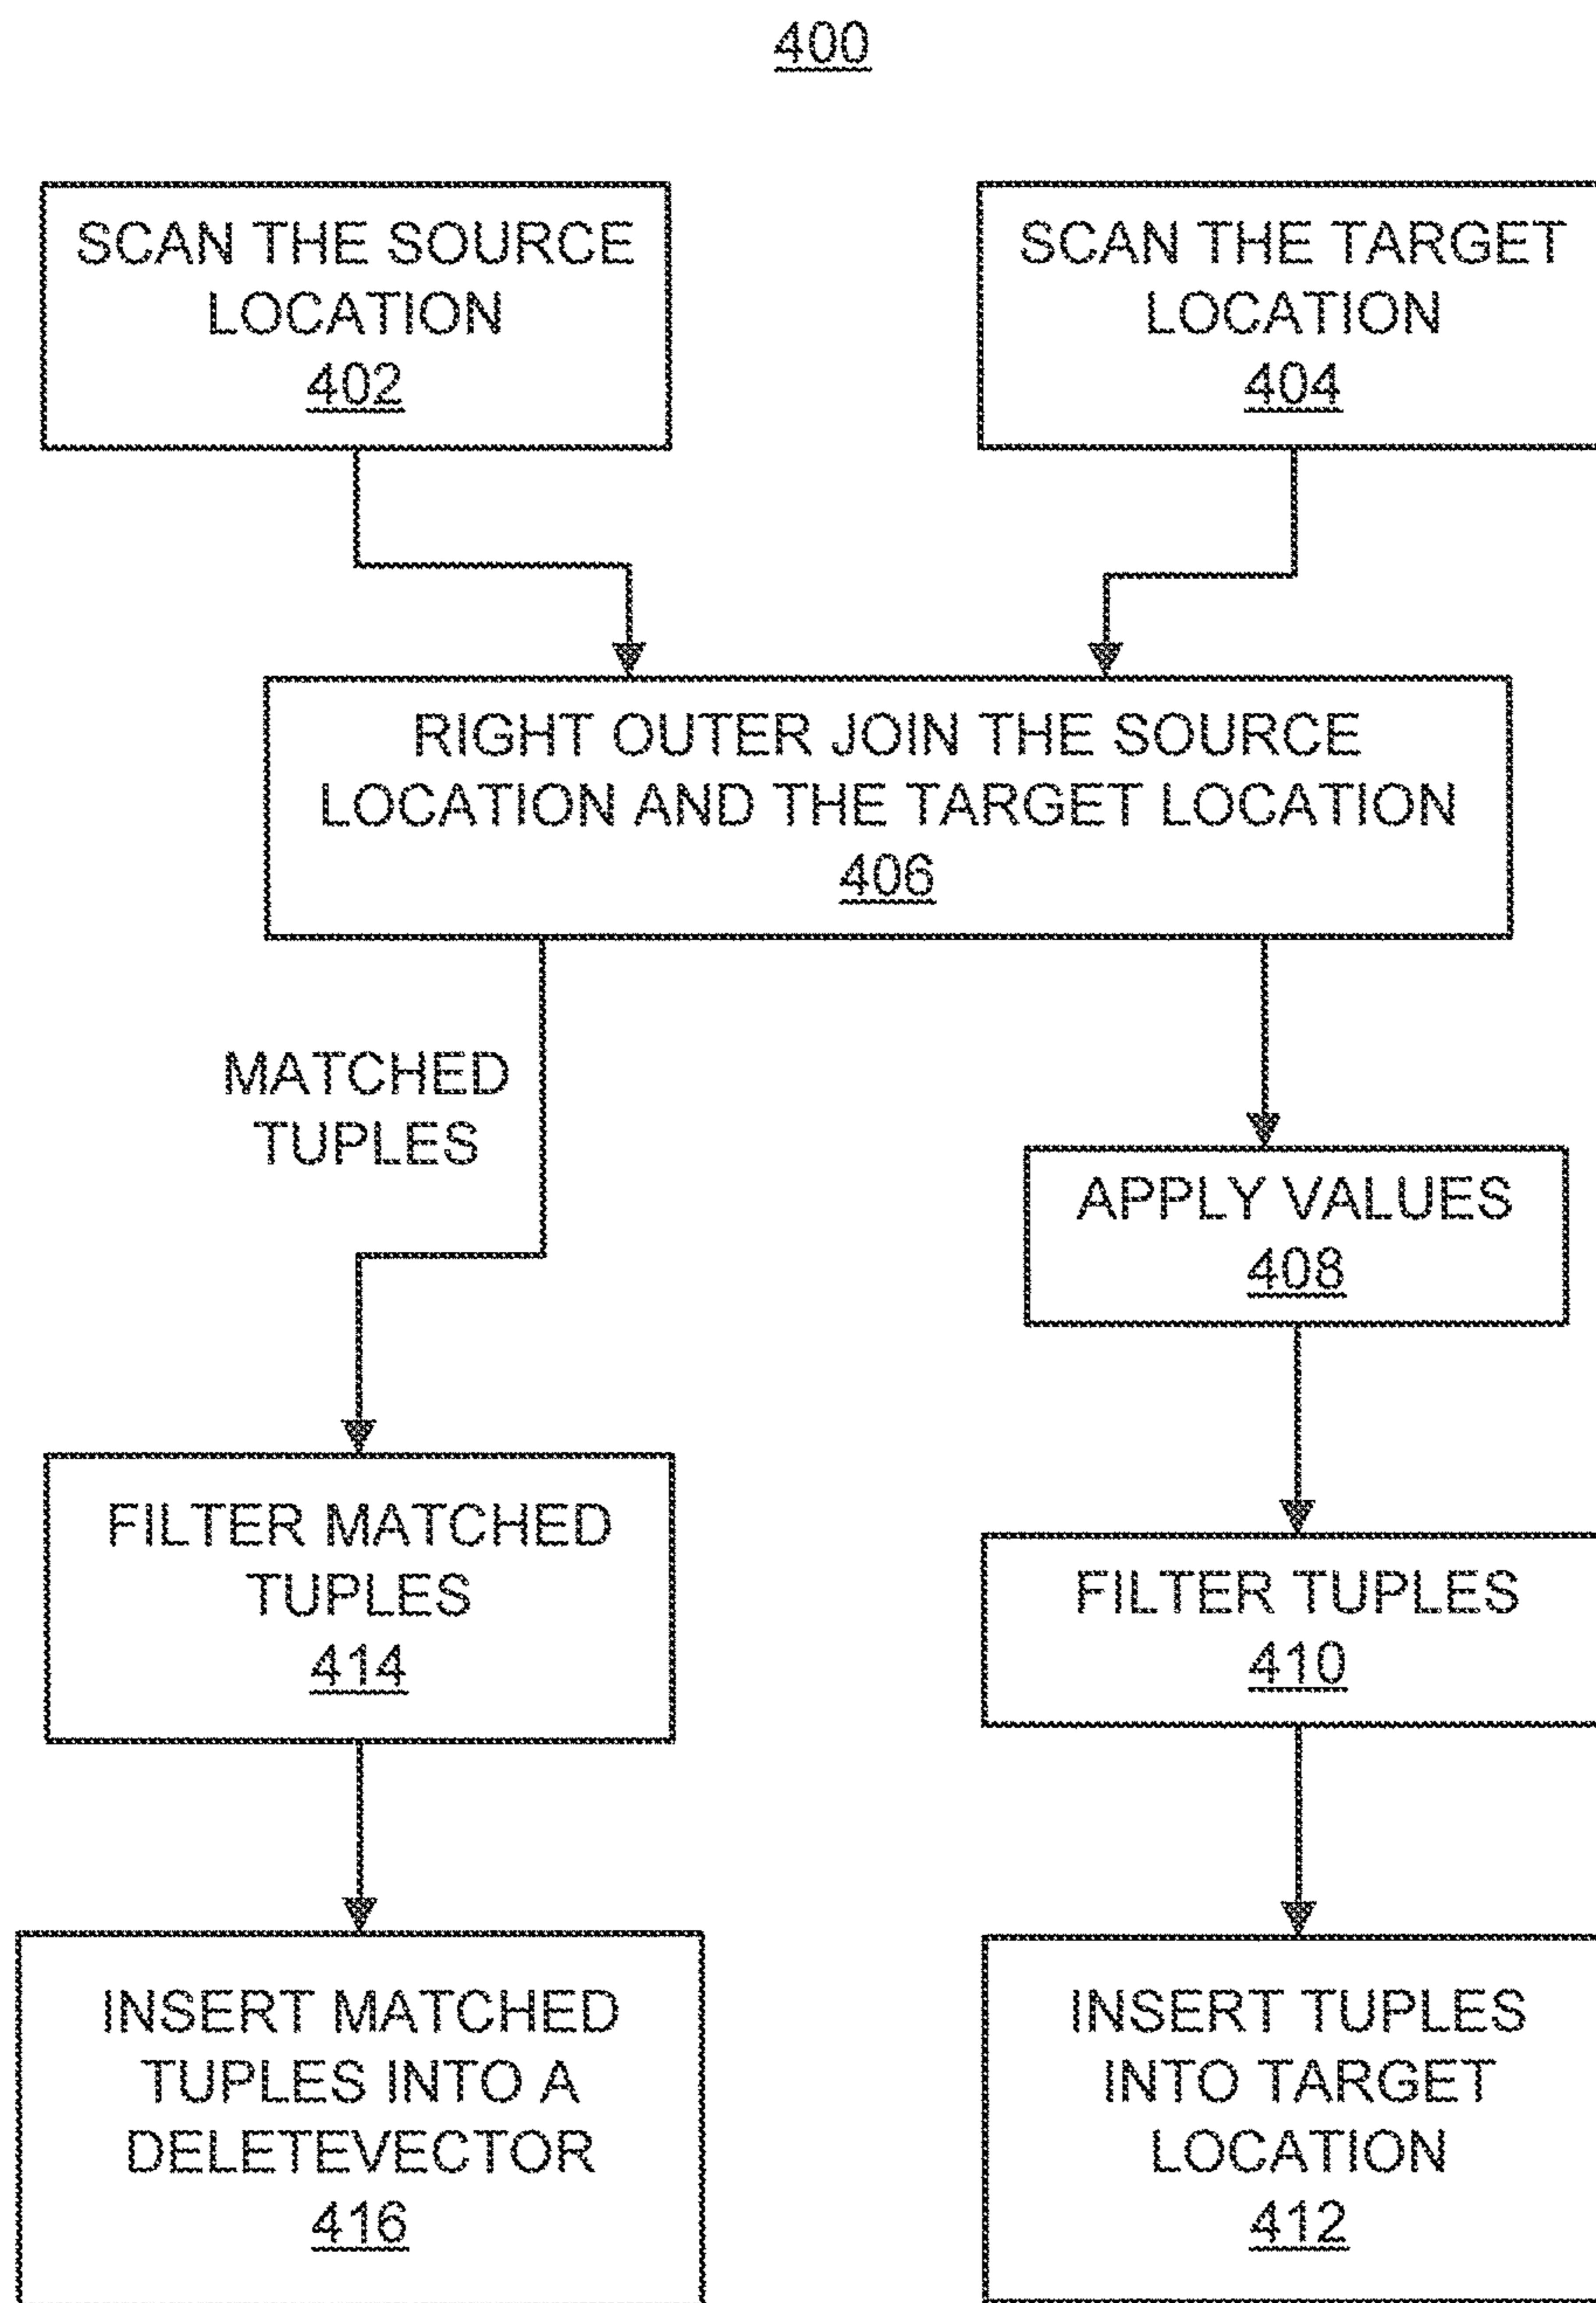 400
SCAN THE SOURCE
LOCATION
402
SCAN THE TARGET
LOCATION
404
RIGHT OUTER JOIN THE SOURCE
LOCATION AND THE TARGET LOCATION
406
MATCHED
TUPLES
APPLY VALUES
408
FILTER MATCHED
TUPLES
414
FILTER TUPLES
410
INSERT MATCHED
TUPLES INTO A
DELETEVECTOR
416
INSERT TUPLES
INTO TARGET
LOCATION
412